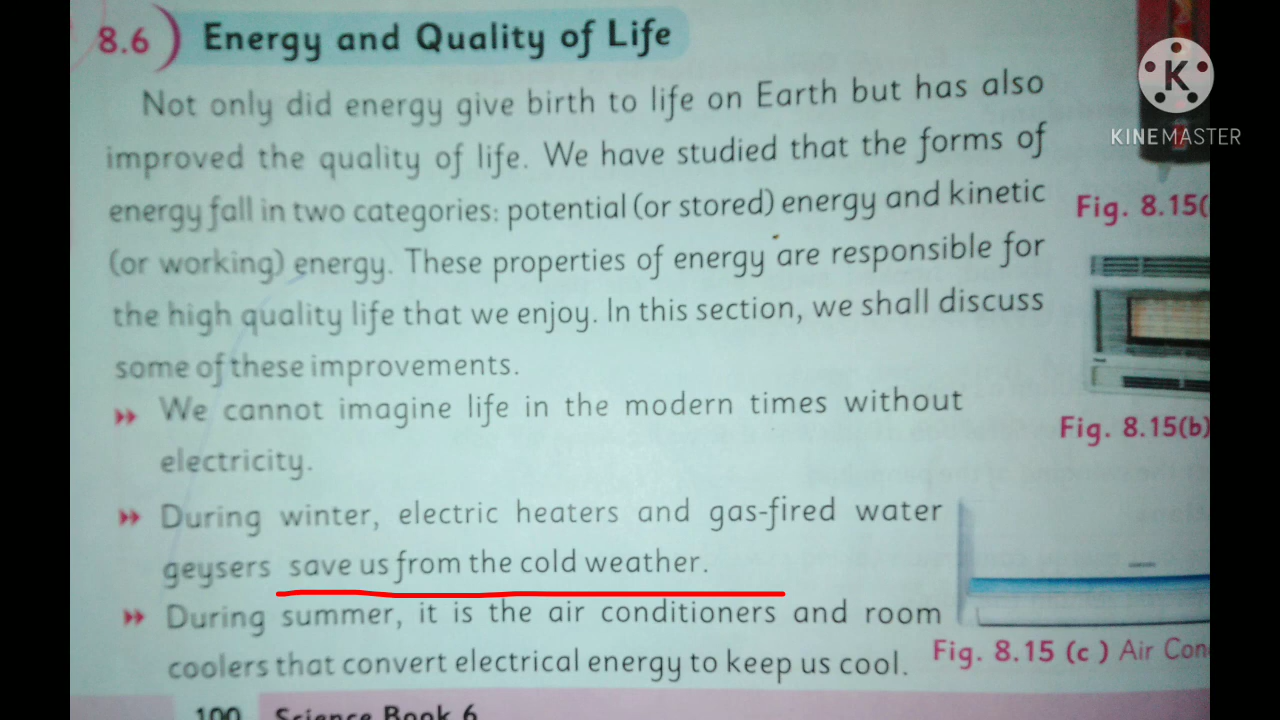 8.6) Energy and Quality of Life
Not only did energy give birth to life on Earth but has also
improved the quality of life. We have studied that the forms of
energy fall in two categories: potential (or stored) energy and kinetic
(or working) energy. These properties of energy are responsible for
the high quality life that we enjoy. In this section, we shall discuss
some of these improvements.
We cannot imagine life in the modern times without
electricity.
During winter, electric heaters and gas-fired water
geysers save us from the cold weather.
During summer, it is the air conditioners and room
coolers that convert electrical energy to keep us cool.
100 Science Book 6
K
KINEMASTER
Fig. 8.15(
Fig. 8.15(b)
Fig. 8.15 (c ) Air Con